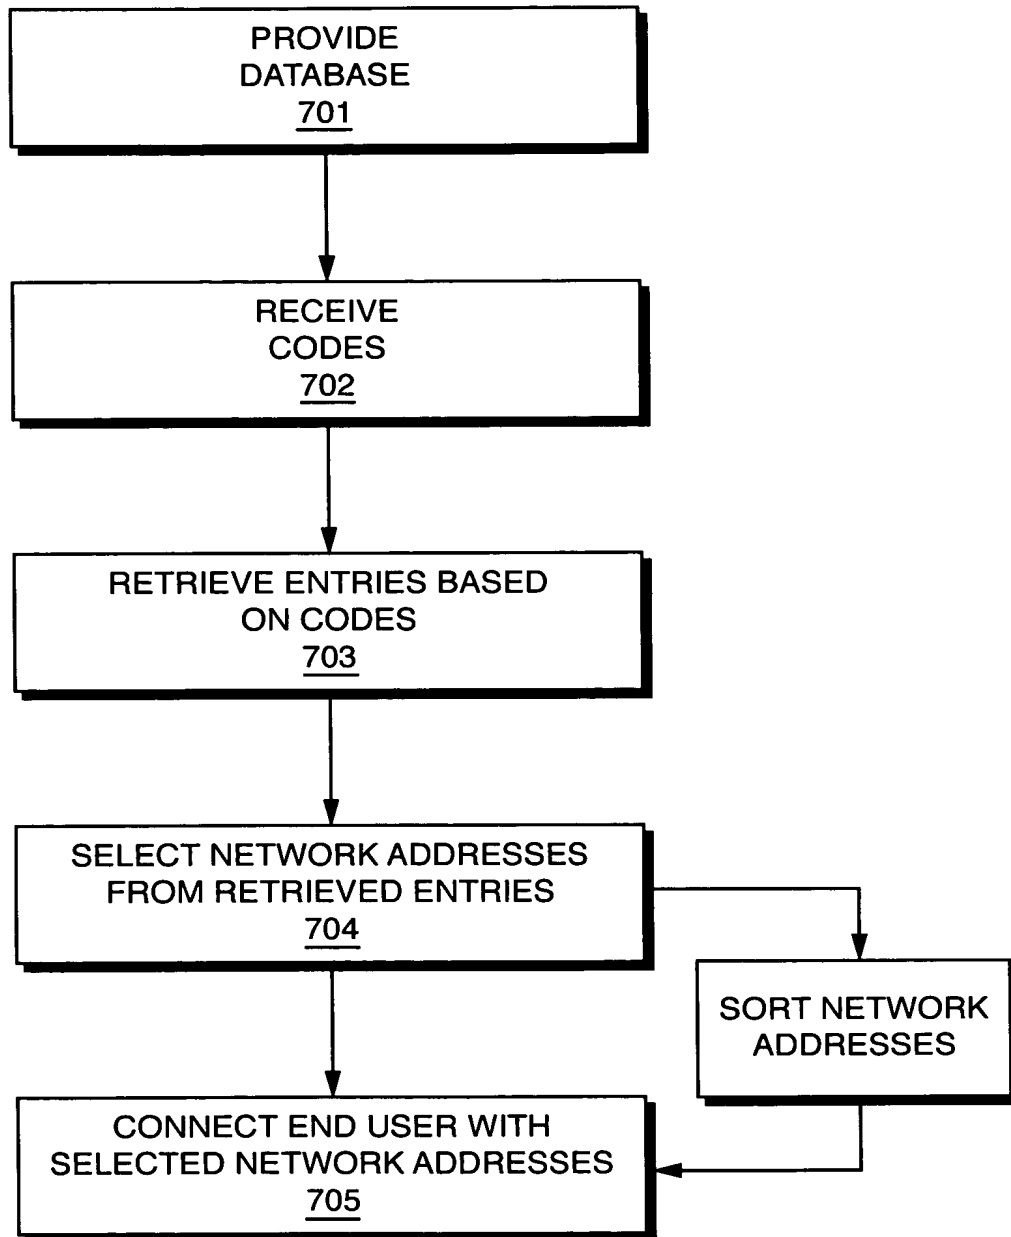 PROVIDE
DATABASE
701
RECEIVE
CODES
702
RETRIEVE ENTRIES BASED
ON CODES
703
SELECT NETWORK ADDRESSES
FROM RETRIEVED ENTRIES
704
SORT NETWORK
ADDRESSES
CONNECT END USER WITH
SELECTED NETWORK ADDRESSES
705